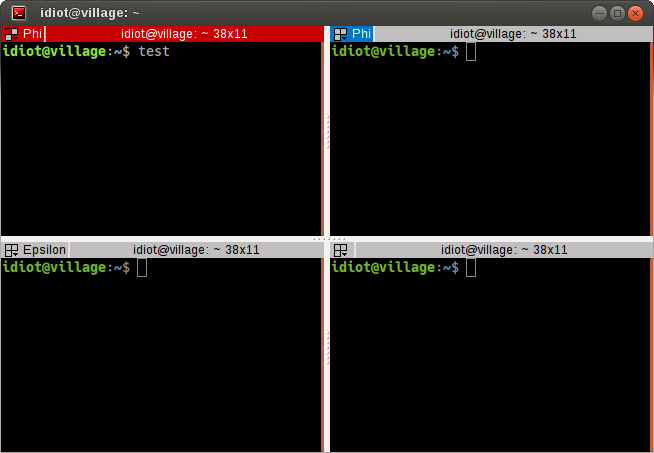 idiot@village: ~
Phi idiot@village: ~ 38x11
idiot@village:~$ test
Phi idiot@village: ~ 38x11
idiot@village:~$
Epsilon idiot@village: ~ 38x11
idiot@village:~$
idiot@village: ~ 38x11
idiot@village:~$